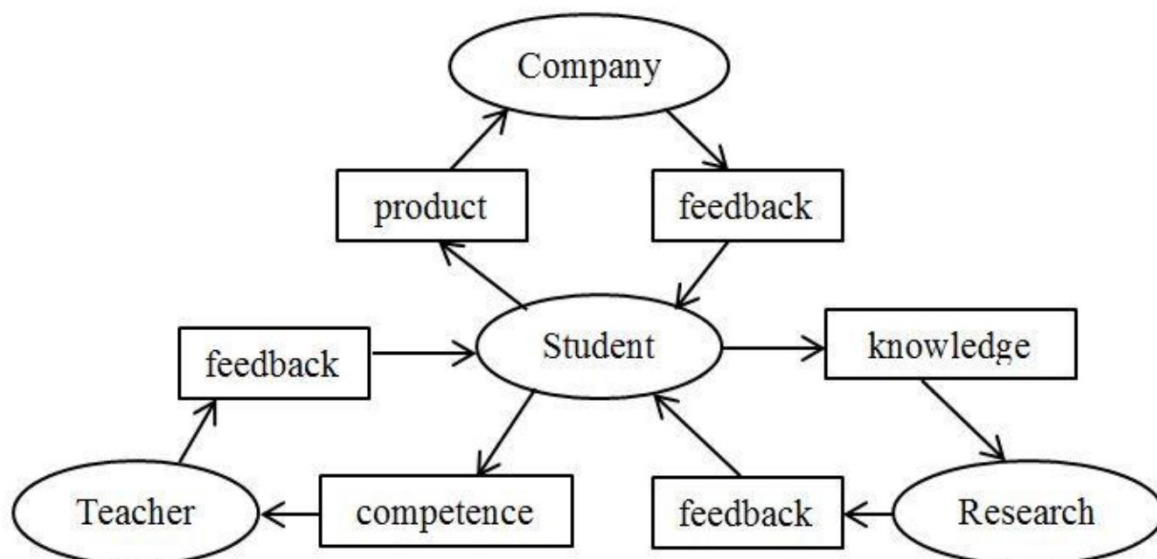 Company
product
feedback
Student
knowledge
feedback
Teacher
competence
feedback
Research